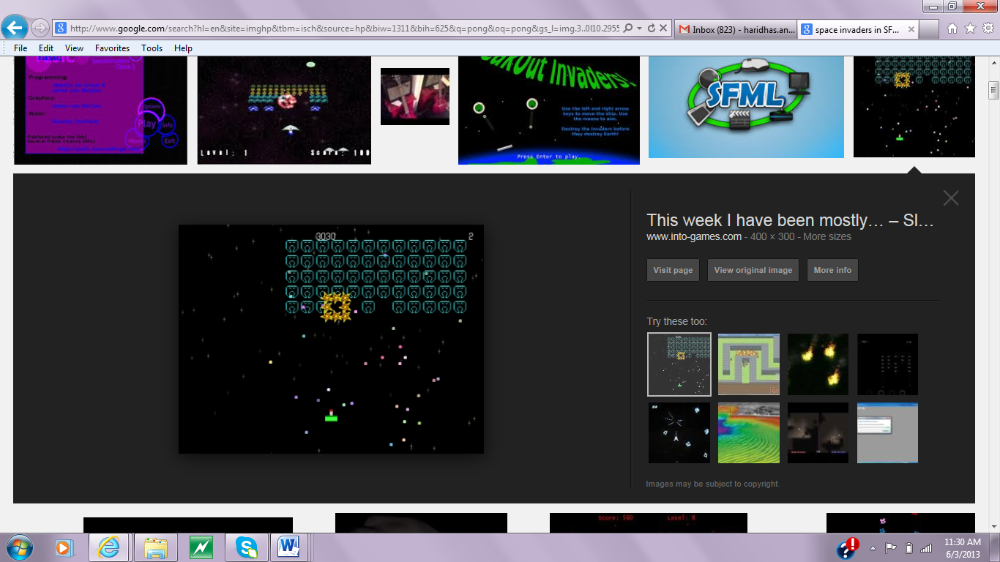 http://www.google.com/search?hl=en&site=imghp&tbm=isch&source=hp&biw=1311&bih=625&q=pong&oq=pong&gs_l=img.3..0l10.2955
Inbox (823) - haridhas.an...
space invaders in SF...
File Edit View Favorites Tools Help
Programming:
Graphics:
Music:
Options
Play
Info
Exit
Level: 1 Score: 100
eakOut Invaders!
Use the left and right arrow
keys to move the ship. Use
the mouse to aim.
Destroy the Invaders before
they destroy Earth!
Press Enter to play.
SFML
3030 2
This week I have been mostly… – Sl…
www.into-games.com - 400 × 300 - More sizes
Visit page View original image More info
Try these too:
Images may be subject to copyright.
Score: 560 Level: 8
11:30 AM
6/3/2013